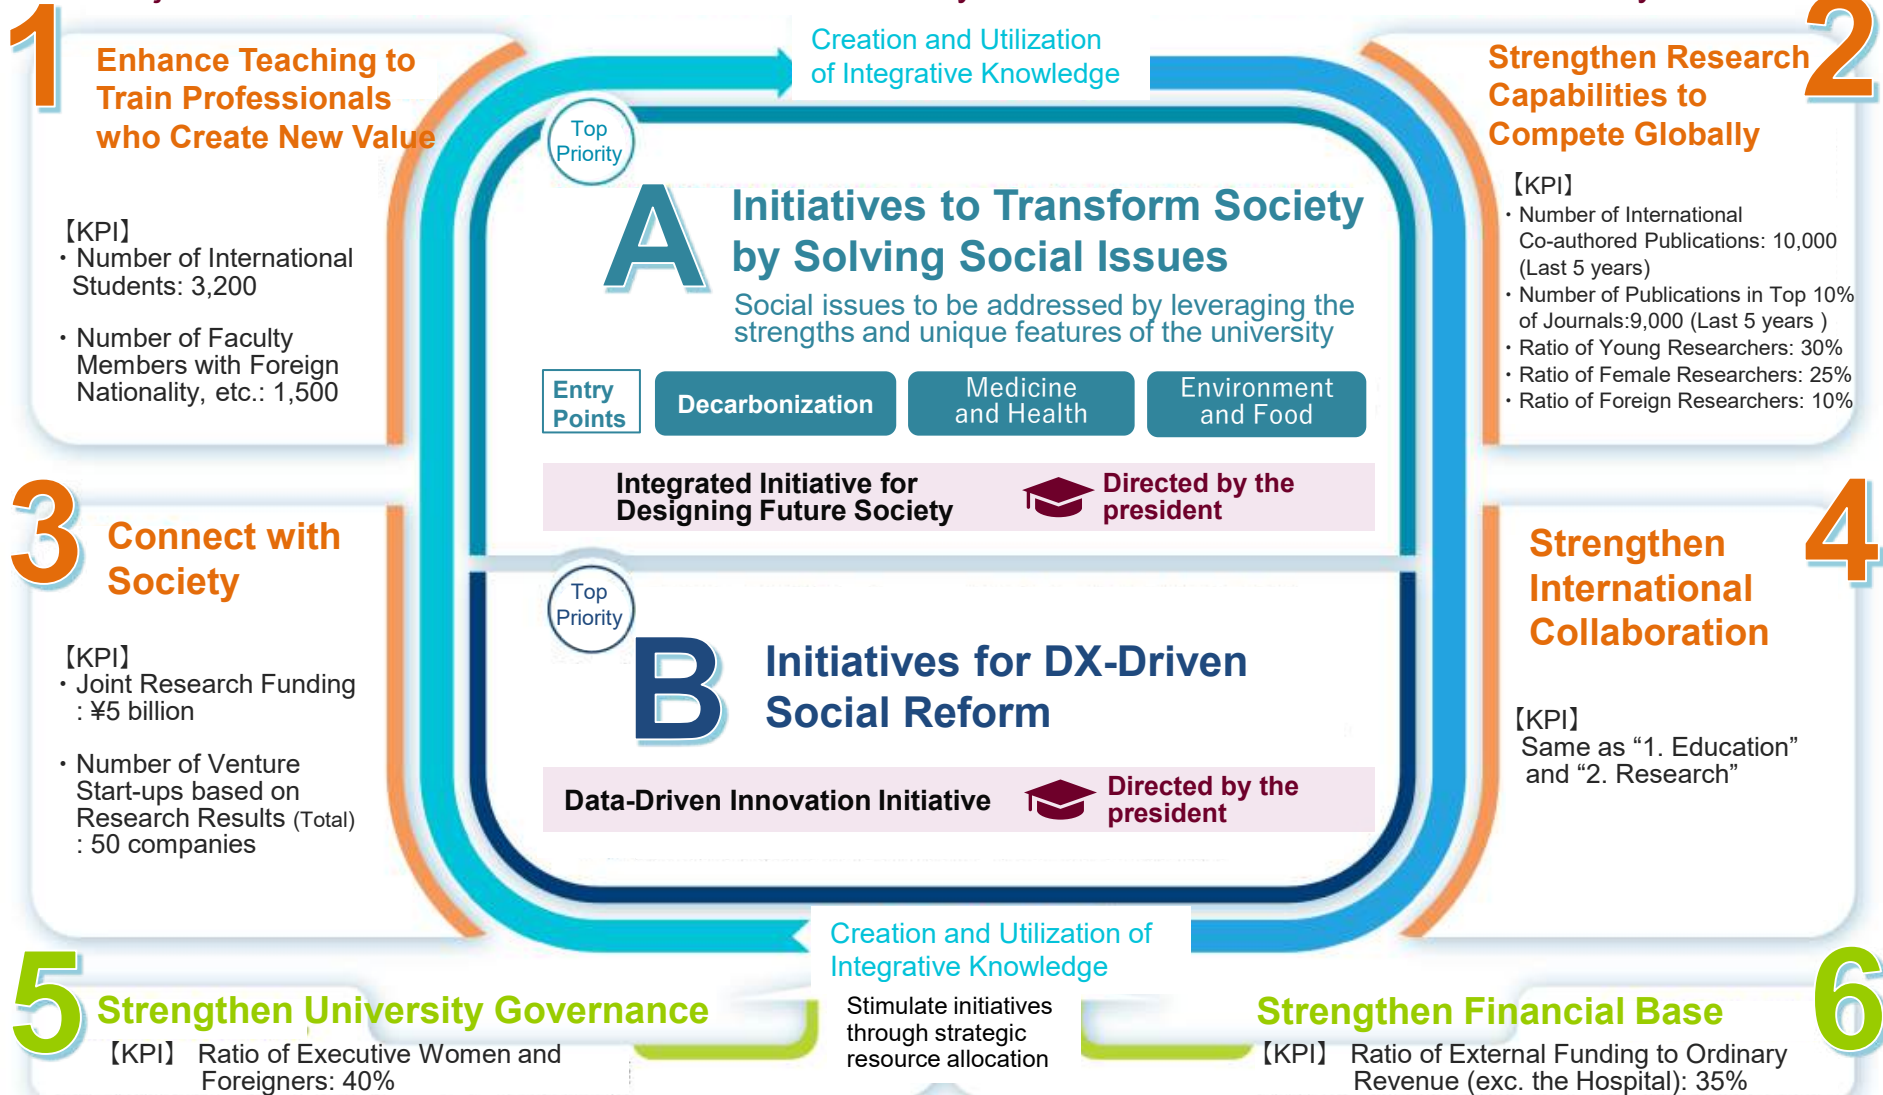 1
Enhance Teaching to
Train Professionals
who Create New Value
【KPI】
・Number of International
Students: 3,200
・Number of Faculty
Members with Foreign
Nationality, etc.: 1,500
Creation and Utilization
of Integrative Knowledge
2
Strengthen Research
Capabilities to
Compete Globally
【KPI】
・Number of International
Co-authored Publications: 10,000
(Last 5 years)
・Number of Publications in Top 10%
of Journals:9,000 (Last 5 years )
・Ratio of Young Researchers: 30%
・Ratio of Female Researchers: 25%
・Ratio of Foreign Researchers: 10%
Top
Priority
A
Initiatives to Transform Society
by Solving Social Issues
Social issues to be addressed by leveraging the
strengths and unique features of the university
Entry
Points
Decarbonization
Medicine
and Health
Environment
and Food
Integrated Initiative for
Designing Future Society
Directed by the
president
3
Connect with
Society
【KPI】
・Joint Research Funding
: ¥5 billion
・Number of Venture
Start-ups based on
Research Results (Total)
: 50 companies
Top
Priority
B
Initiatives for DX-Driven
Social Reform
Data-Driven Innovation Initiative
Directed by the
president
4
Strengthen
International
Collaboration
【KPI】
Same as “1. Education”
and “2. Research”
Creation and Utilization of
Integrative Knowledge
Stimulate initiatives
through strategic
resource allocation
5
Strengthen University Governance
【KPI】 Ratio of Executive Women and
Foreigners: 40%
6
Strengthen Financial Base
【KPI】 Ratio of External Funding to Ordinary
Revenue (exc. the Hospital): 35%